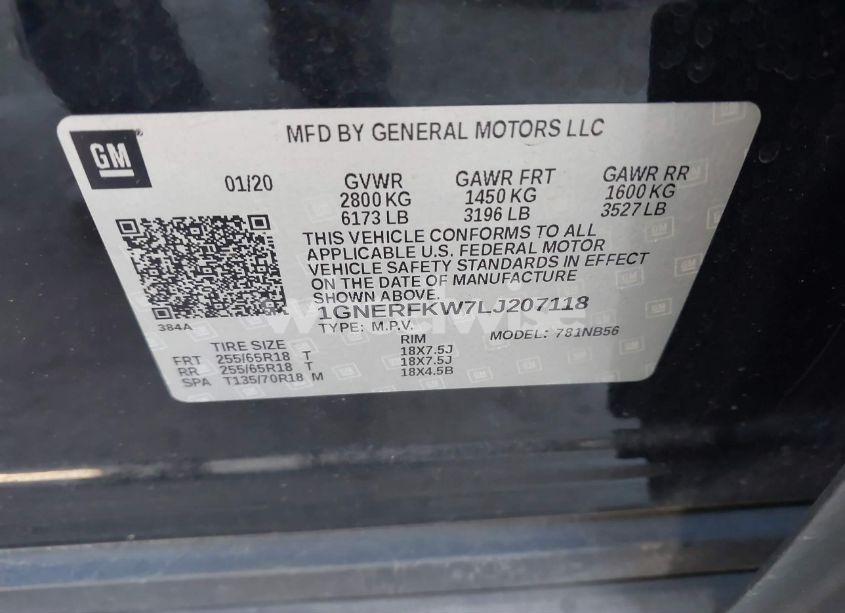 GM
MFD BY GENERAL MOTORS LLC
01/20 GVWR GAWR FRT GAWR RR
2800 KG 1450 KG 1600 KG
6173 LB 3196 LB 3527 LB
THIS VEHICLE CONFORMS TO ALL
APPLICABLE U.S. FEDERAL MOTOR
VEHICLE SAFETY STANDARDS IN EFFECT
ON THE DATE OF MANUFACTURE
SHOWN ABOVE.
384A
1GNERFKW7LJ207118
TYPE: M.P.V. MODEL: 781NB56
TIRE SIZE RIM
FRT 255/65R18 T 18X7.5J
RR 255/65R18 T 18X7.5J
SPA T135/70R18 M 18X4.5B